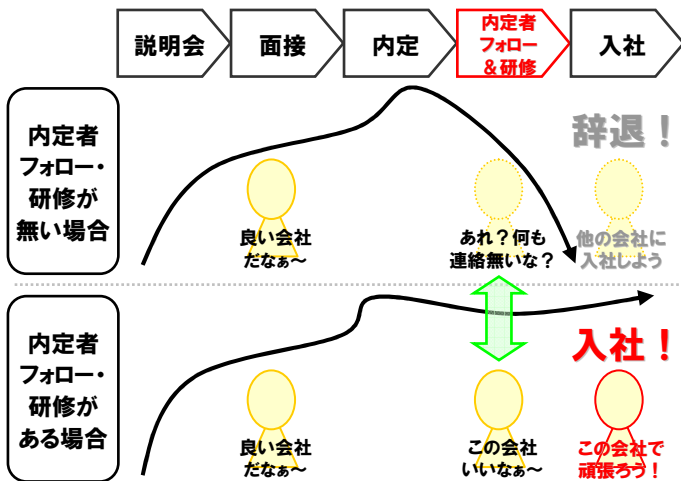 説明会
面接
内定
内定者
フォロー
&研修
入社
内定者
フォロー・
研修が
無い場合
辞退！
良い会社
だなぁ～
あれ？何も
連絡無いな？
他の会社に
入社しよう
内定者
フォロー・
研修が
ある場合
入社！
良い会社
だなぁ～
この会社
いいなぁ～
この会社で
頑張ろう！